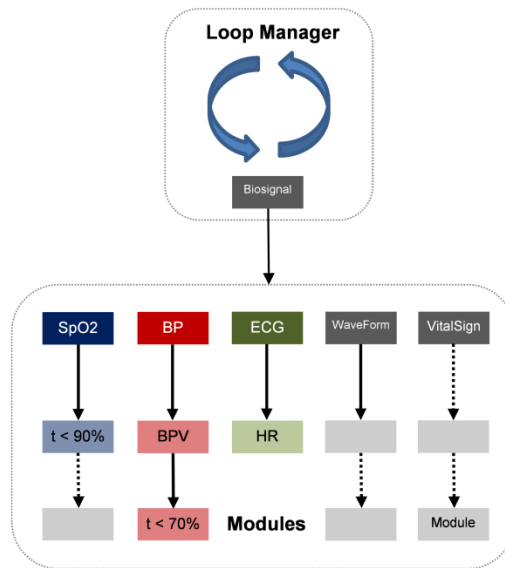 Loop Manager
Biosignal
SpO2 BP ECG WaveForm VitalSign
t < 90% BPV HR
t < 70% Modules Module